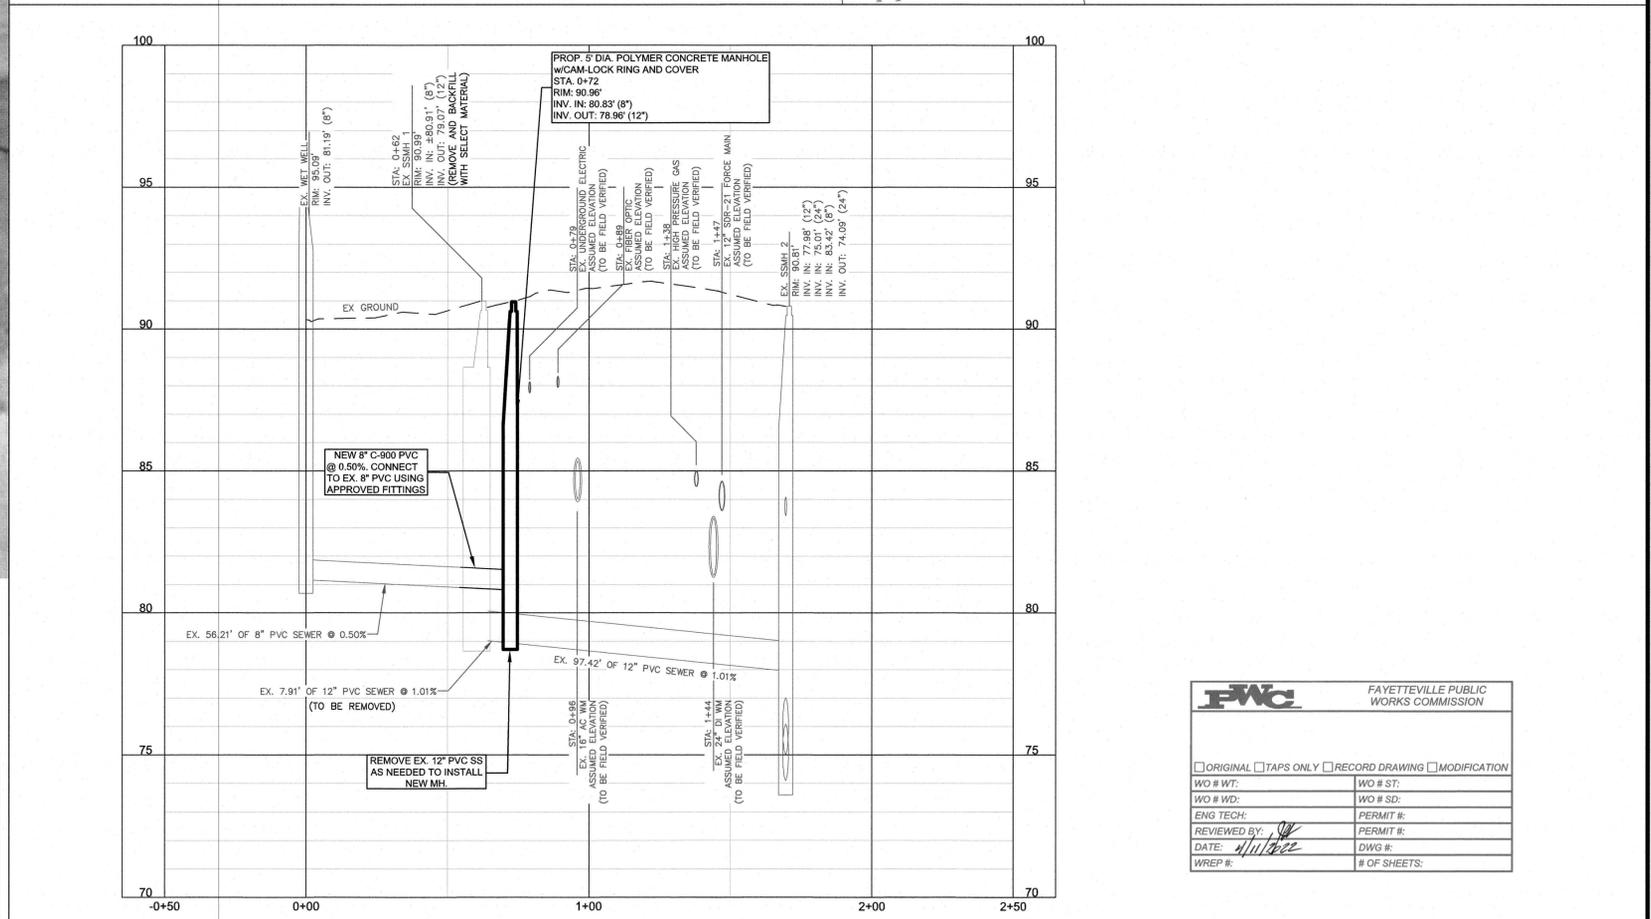 100
100
PROP. 5' DIA. POLYMER CONCRETE MANHOLE
w/CAM-LOCK RING AND COVER
STA. 0+72
RIM: 90.96'
INV. IN: 80.83' (8")
INV. OUT: 78.96' (12")
EX. WET WELL
RIM: 95.09'
INV. OUT: 81.19' (8")
STA: 0+62
EX SSMH 1
RIM: 90.99'
INV. IN: ±80.91' (8")
INV. OUT: 79.07' (12")
(REMOVE AND BACKFILL
WITH SELECT MATERIAL)
95
95
STA: 0+79
EX. UNDERGROUND ELECTRIC
ASSUMED ELEVATION
(TO BE FIELD VERIFIED)
STA: 0+89
EX. FIBER OPTIC
ASSUMED ELEVATION
(TO BE FIELD VERIFIED)
STA: 1+38
EX. HIGH PRESSURE GAS
ASSUMED ELEVATION
(TO BE FIELD VERIFIED)
STA: 1+47
EX. 12" SDR-21 FORCE MAIN
ASSUMED ELEVATION
(TO BE FIELD VERIFIED)
EX. SSMH 2
RIM: 90.81'
INV. IN: 77.98' (12")
INV. IN: 75.01' (24")
INV. IN: 83.42' (8")
INV. OUT: 74.09' (24")
EX GROUND
90
90
NEW 8" C-900 PVC
@ 0.50%. CONNECT
TO EX. 8" PVC USING
APPROVED FITTINGS
85
85
80
80
EX. 56.21' OF 8" PVC SEWER @ 0.50%
EX. 97.42' OF 12" PVC SEWER @ 1.01%
EX. 7.91' OF 12" PVC SEWER @ 1.01%
(TO BE REMOVED)
STA: 0+96
EX. 16" AC WM
ASSUMED ELEVATION
(TO BE FIELD VERIFIED)
STA: 1+44
EX. 24" DI WM
ASSUMED ELEVATION
(TO BE FIELD VERIFIED)
75
75
REMOVE EX. 12" PVC SS
AS NEEDED TO INSTALL
NEW MH.
70
70
-0+50
0+00
1+00
2+00
2+50
PWC
FAYETTEVILLE PUBLIC
WORKS COMMISSION
ORIGINAL TAPS ONLY RECORD DRAWING MODIFICATION
WO # WT: WO # ST:
WO # WD: WO # SD:
ENG TECH: PERMIT #:
REVIEWED BY: PERMIT #:
DATE: 4/11/2022 DWG #:
WREP #: # OF SHEETS: